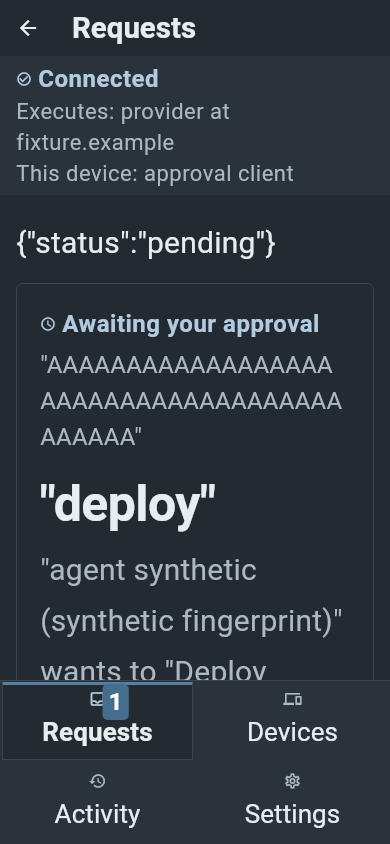 Requests
Connected
Executes: provider at
fixture.example
This device: approval client
{"status":"pending"}
Awaiting your approval
"AAAAAAAAAAAAAAAAAA
AAAAAAAAAAAAAAAAAAA
AAAAAA"
"deploy"
"agent synthetic
(synthetic fingerprint)"
wants to "Deploy
1
Requests
Devices
Activity
Settings